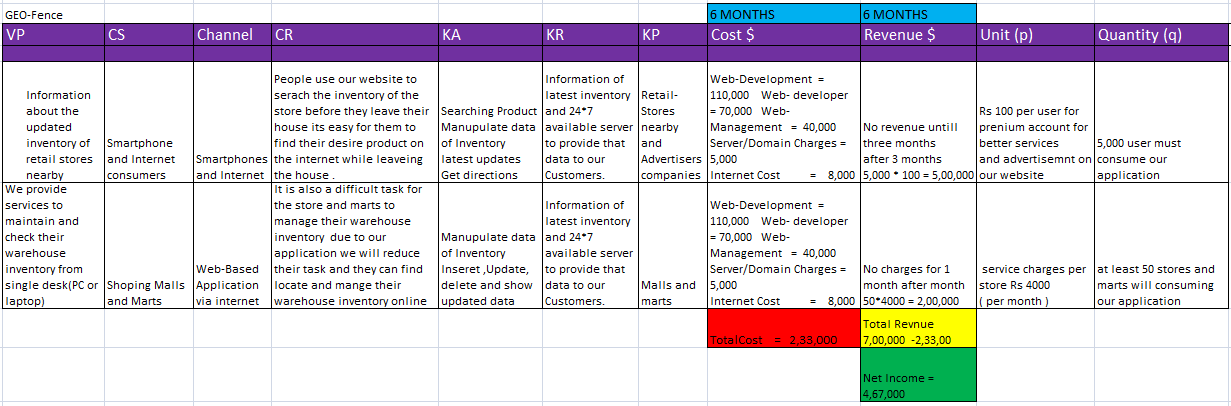 GEO-Fence
6 MONTHS
6 MONTHS
VP
CS
Channel
CR
KA
KR
KP
Cost $
Revenue $
Unit (p)
Quantity (q)
Information
about the
updated
inventory of
retail stores
nearby
Smartphone
and Internet
consumers
Smartphones
and Internet
People use our website to
serach the inventory of the
store before they leave their
house its easy for them to
find their desire product on
the internet while leaveing
the house .
Searching Product
Manupulate data
of Inventory
latest updates
Get directions
Information of
latest inventory
and 24*7
available server
to provide that
data to our
Customers.
Retail-
Stores
nearby
and
Advertisers
companies
Web-Development =
110,000 Web- developer
= 70,000 Web-
Management = 40,000
Server/Domain Charges =
5,000
Internet Cost = 8,000
No revenue untill
three months
after 3 months
5,000 * 100 = 5,00,000
Rs 100 per user for
prenium account for
better services
and advertisemnt on
our website
5,000 user must
consume our
application
We provide
services to
maintain and
check their
warehouse
inventory from
single desk(PC or
laptop)
Shoping Malls
and Marts
Web-Based
Application
via internet
It is also a difficult task for
the store and marts to
manage their warehouse
inventory due to our
application we will reduce
their task and they can find
locate and mange their
warehouse inventory online
Manupulate data
of Inventory
Inseret ,Update,
delete and show
updated data
Information of
latest inventory
and 24*7
available server
to provide that
data to our
Customers.
Malls and
marts
Web-Development =
110,000 Web- developer
= 70,000 Web-
Management = 40,000
Server/Domain Charges =
5,000
Internet Cost = 8,000
No charges for 1
month after month
50*4000 = 2,00,000
service charges per
store Rs 4000
( per month )
at least 50 stores and
marts will consuming
our application
TotalCost = 2,33,000
Total Revnue
7,00,000 -2,33,00
Net Income =
4,67,000